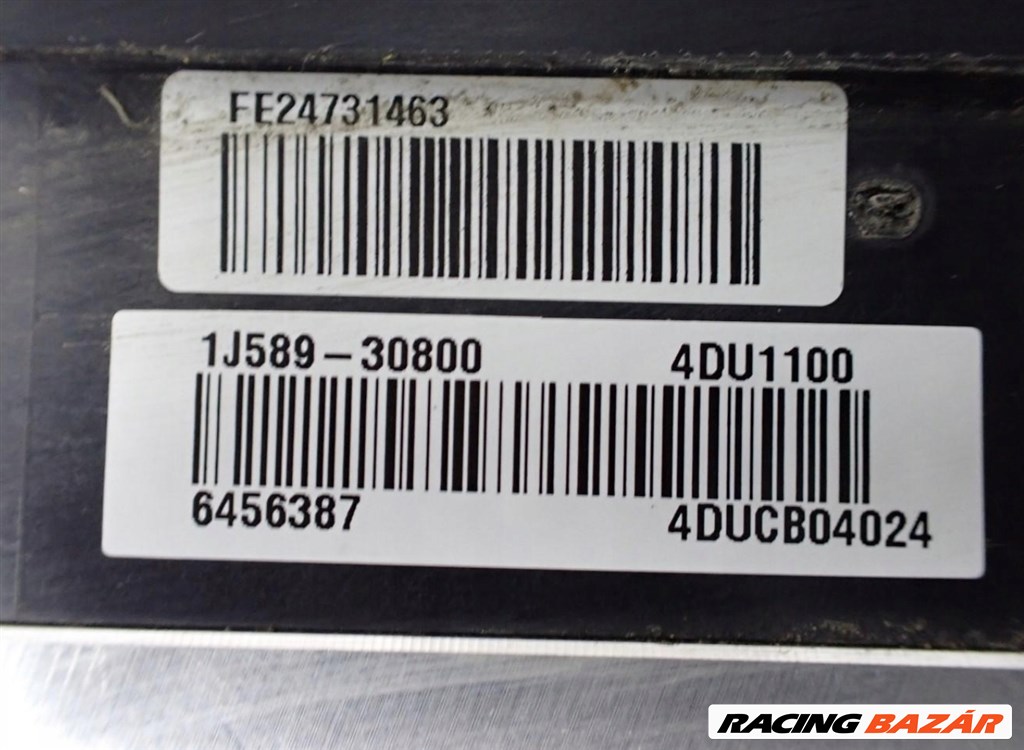 FE24731463
1J589-30800 4DU1100
6456387 4DUCB04024
RACING BAZÁR